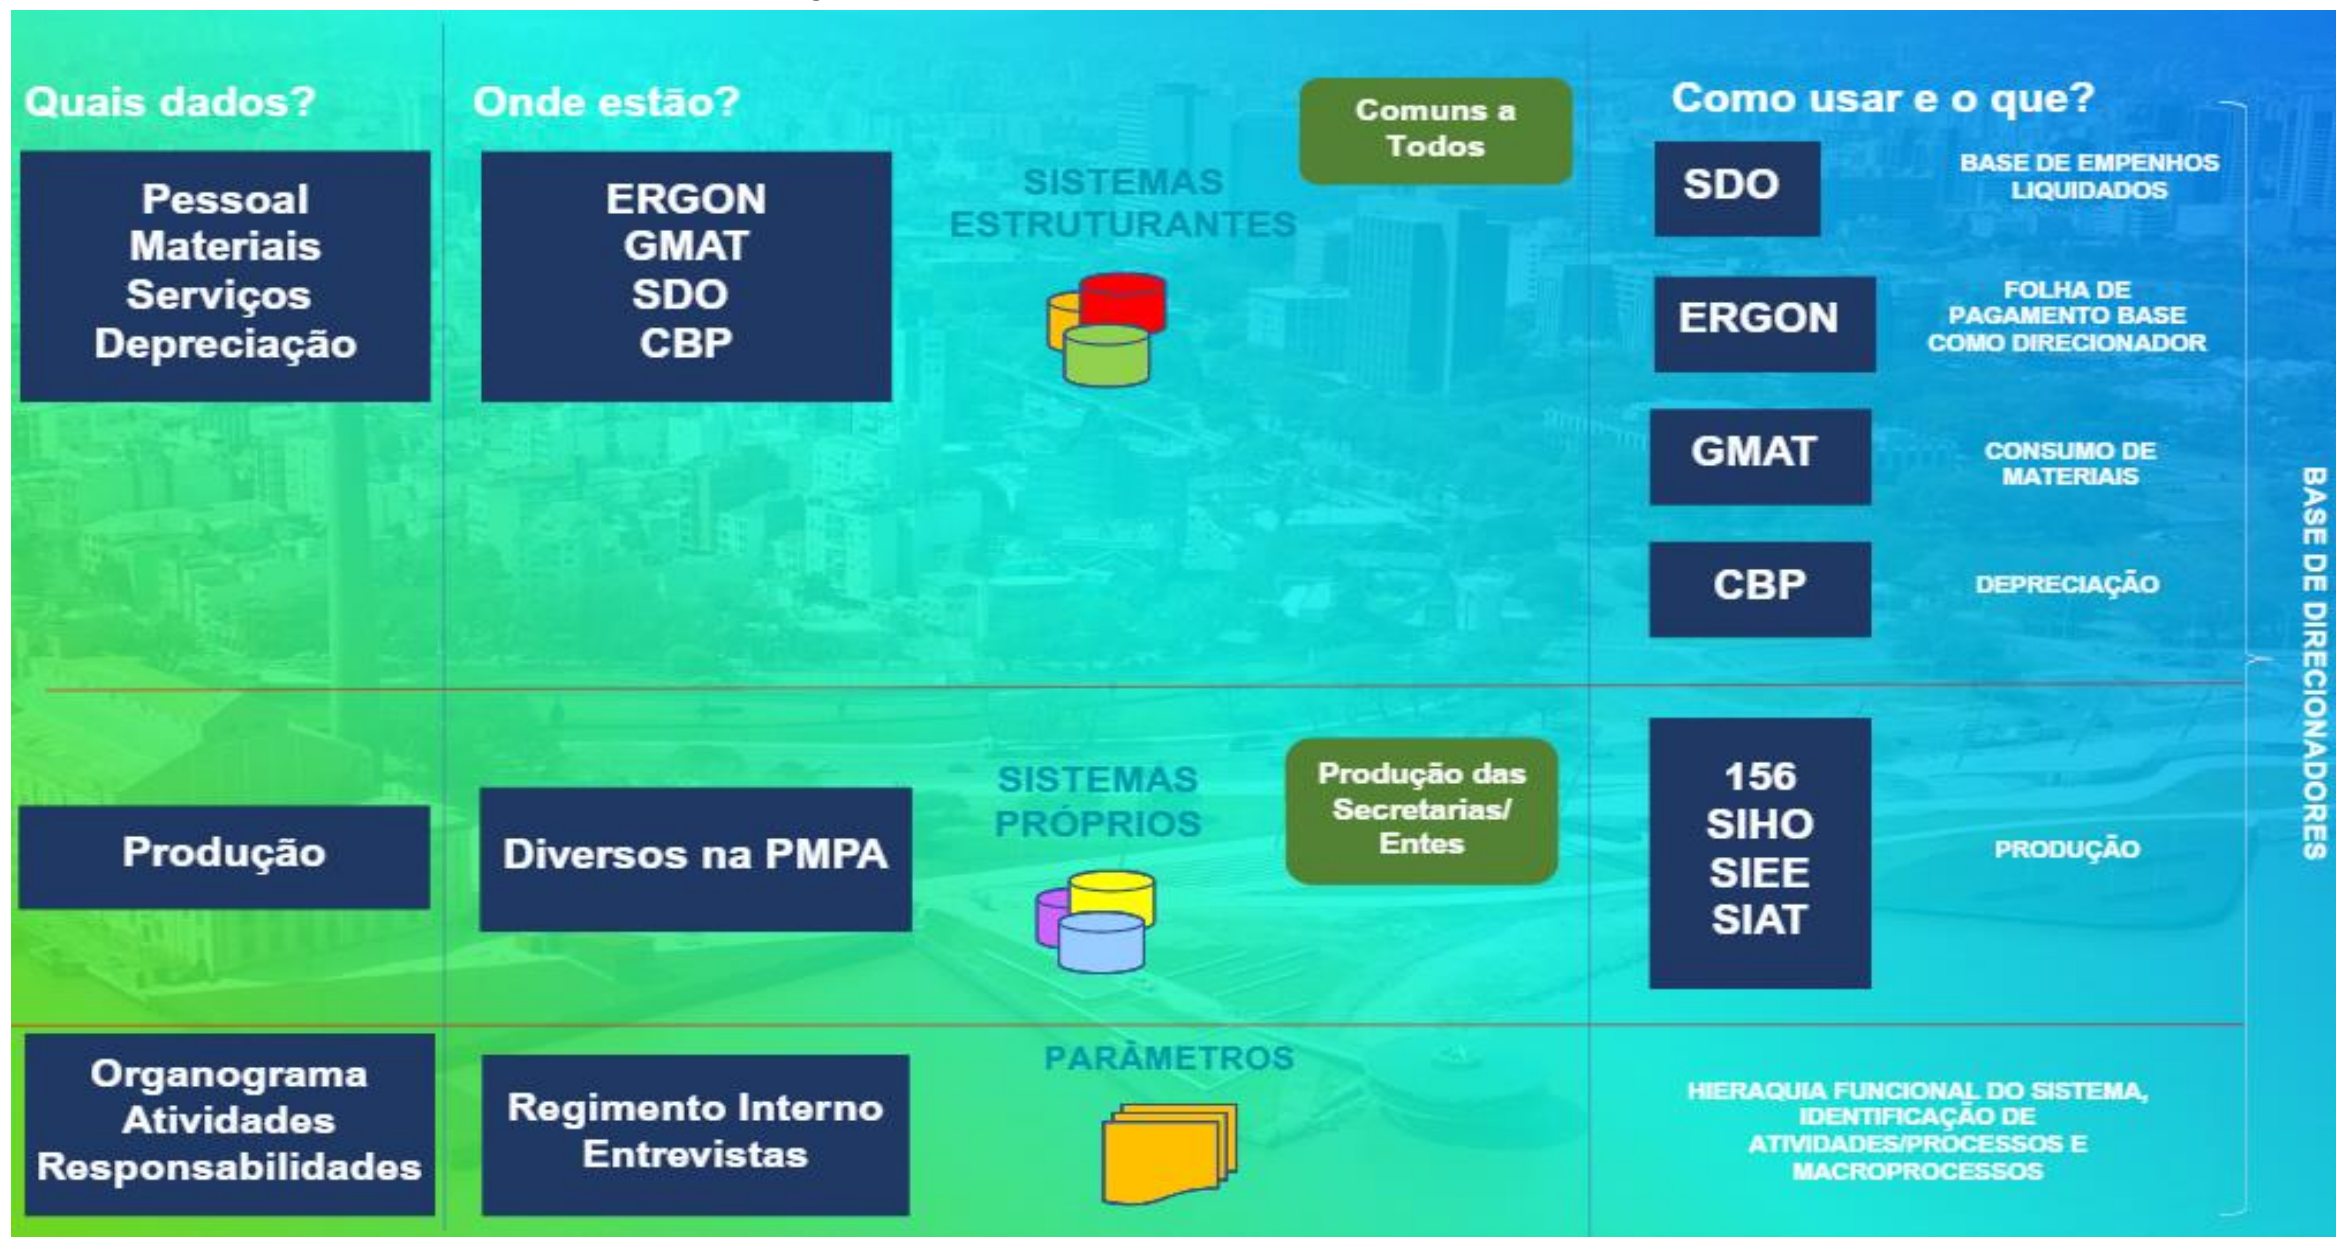 Quais dados?
Onde estão?
Como usar e o que?
Pessoal
Materiais
Serviços
Depreciação
ERGON
GMAT
SDO
CBP
SISTEMAS
ESTRUTURANTES
Comuns a
Todos
SDO
BASE DE EMPENHOS
LIQUIDADOS
ERGON
FOLHA DE
PAGAMENTO BASE
COMO DIRECIONADOR
GMAT
CONSUMO DE
MATERIAIS
CBP
DEPRECIAÇÃO
Produção
Diversos na PMPA
SISTEMAS
PRÓPRIOS
Produção das
Secretarias/
Entes
156
SIHO
SIEE
SIAT
PRODUÇÃO
Organograma
Atividades
Responsabilidades
Regimento Interno
Entrevistas
PARÂMETROS
HIERAQUIA FUNCIONAL DO SISTEMA,
IDENTIFICAÇÃO DE
ATIVIDADES/PROCESSOS E
MACROPROCESSOS
BASE DE DIRECIONADORES